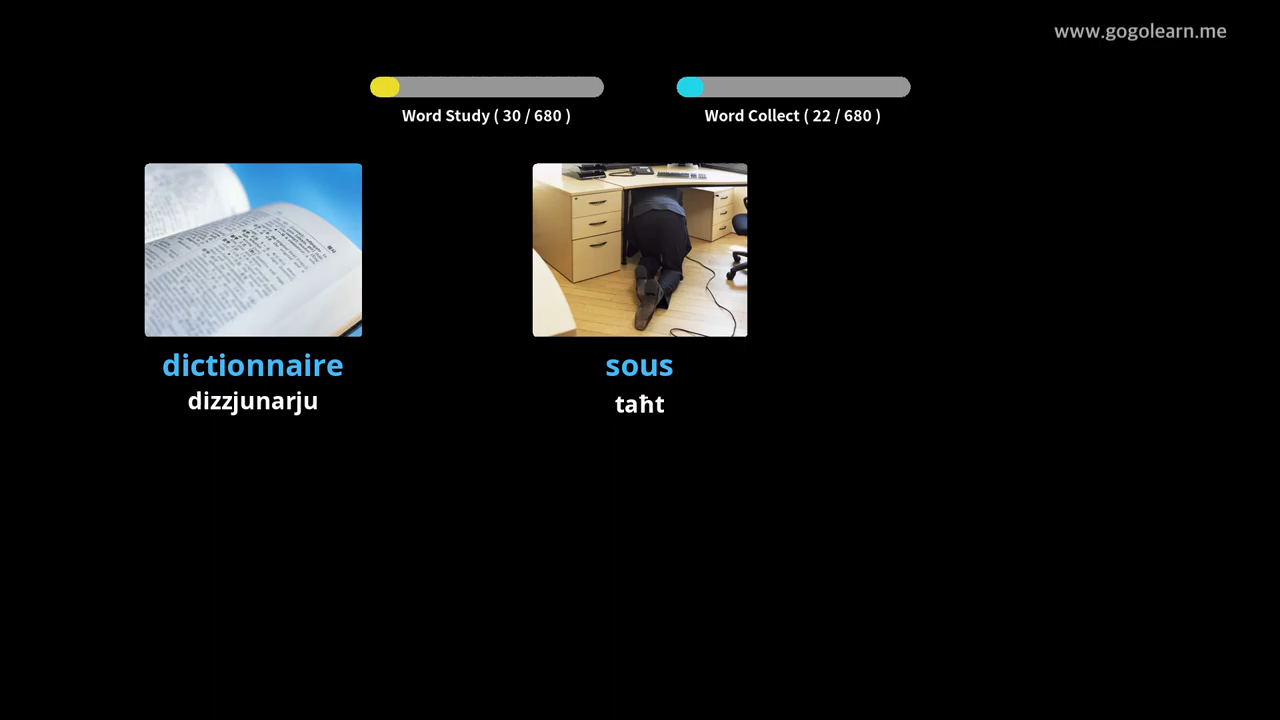 www.gogolearn.me
Word Study ( 30 / 680 )
Word Collect ( 22 / 680 )
dictionnaire
dizzjunarju
sous
taħt